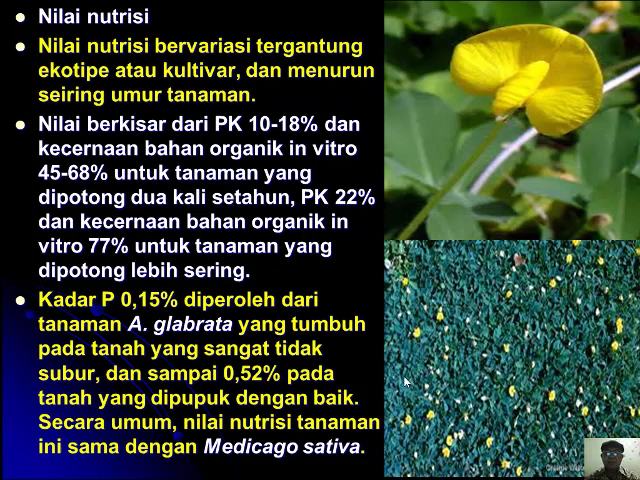 Nilai nutrisi
Nilai nutrisi bervariasi tergantung
ekotipe atau kultivar, dan menurun
seiring umur tanaman.
Nilai berkisar dari PK 10-18% dan
kecernaan bahan organik in vitro
45-68% untuk tanaman yang
dipotong dua kali setahun, PK 22%
dan kecernaan bahan organik in
vitro 77% untuk tanaman yang
dipotong lebih sering.
Kadar P 0,15% diperoleh dari
tanaman A. glabrata yang tumbuh
pada tanah yang sangat tidak
subur, dan sampai 0,52% pada
tanah yang dipupuk dengan baik.
Secara umum, nilai nutrisi tanaman
ini sama dengan Medicago sativa.